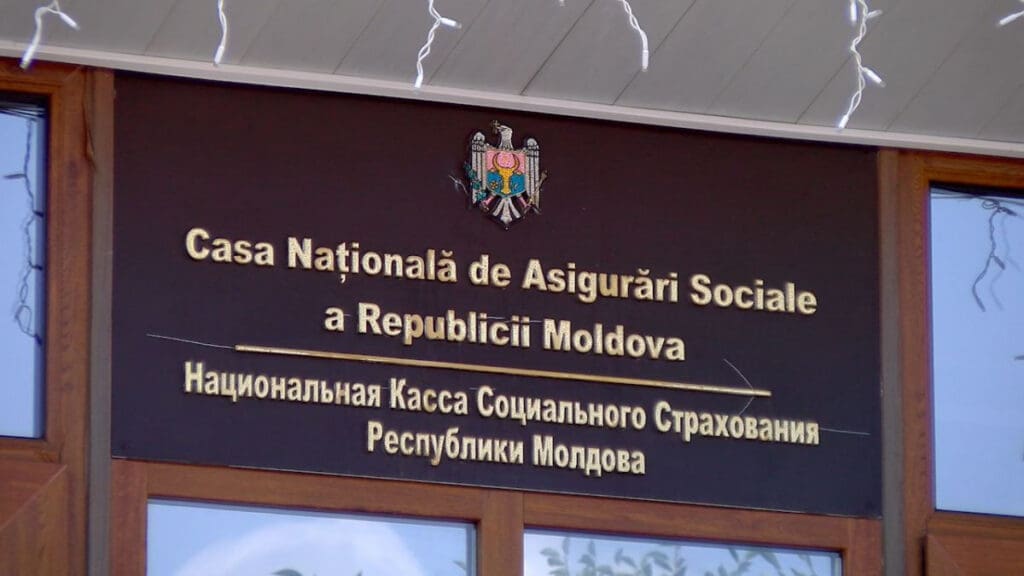 Casa Națională de Asigurări Sociale
a Republicii Moldova
Национальная Касса Социального Страхования
Республики Молдова